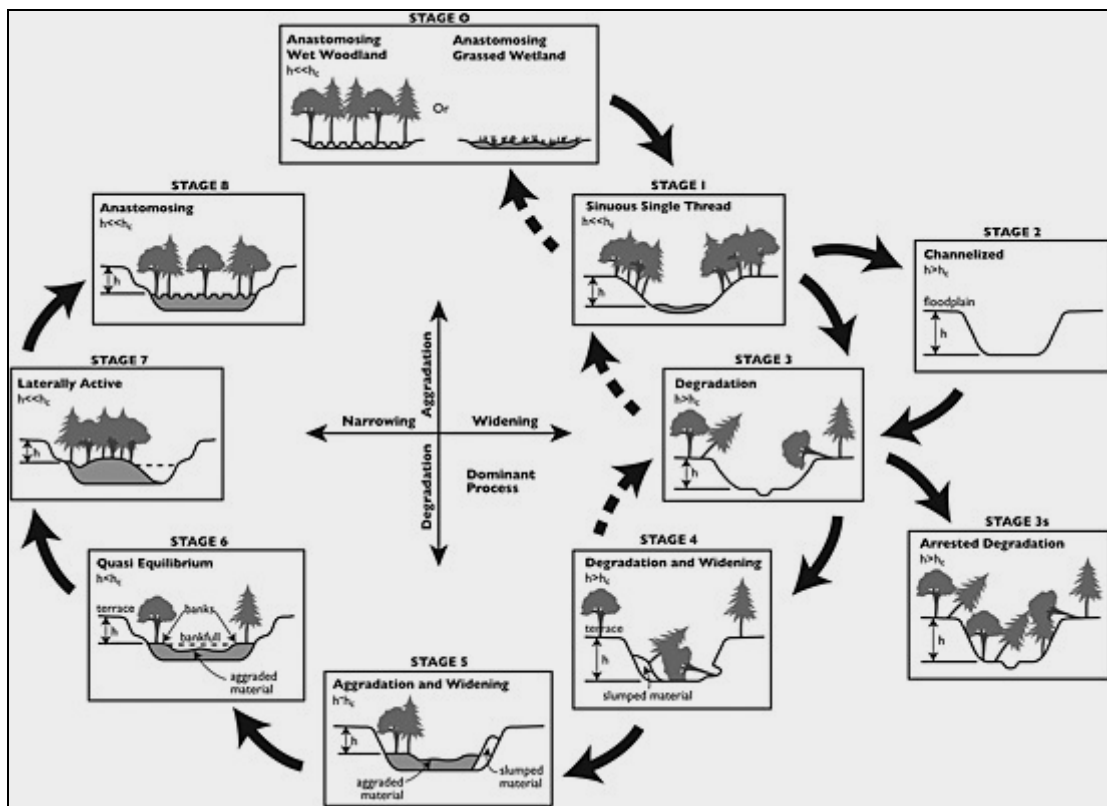 STAGE 0
Anastomosing
Wet Woodland
h<<hc
Or
Anastomosing
Grassed Wetland
STAGE 1
Sinuous Single Thread
h<<hc
h
STAGE 2
Channelized
h>hc
floodplain
h
STAGE 3
Degradation
h>hc
h
STAGE 3s
Arrested Degradation
h>hc
h
STAGE 4
Degradation and Widening
h>hc
terrace
h
slumped material
STAGE 5
Aggradation and Widening
h~hc
h
aggraded
material
slumped
material
STAGE 6
Quasi Equilibrium
h<hc
terrace
banks
h
bankfull
aggraded
material
STAGE 7
Laterally Active
h<<hc
h
STAGE 8
Anastomosing
h<<hc
h
Aggradation
Narrowing
Widening
Degradation
Dominant
Process